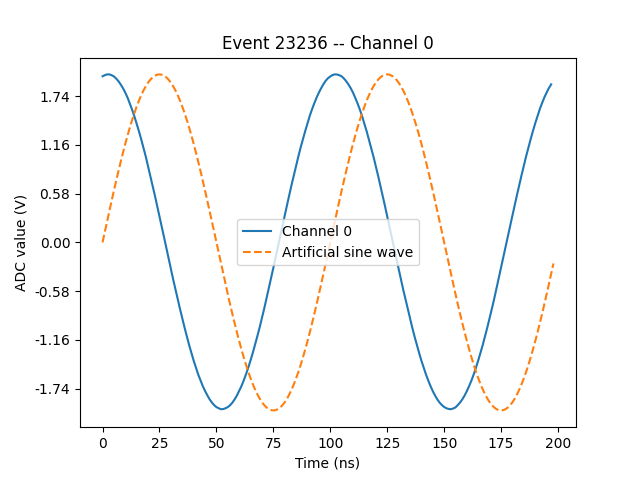 Event 23236 -- Channel 0
ADC value (V)
1.74
1.16
0.58
0.00
-0.58
-1.16
-1.74
Channel 0
Artificial sine wave
0 25 50 75 100 125 150 175 200
Time (ns)